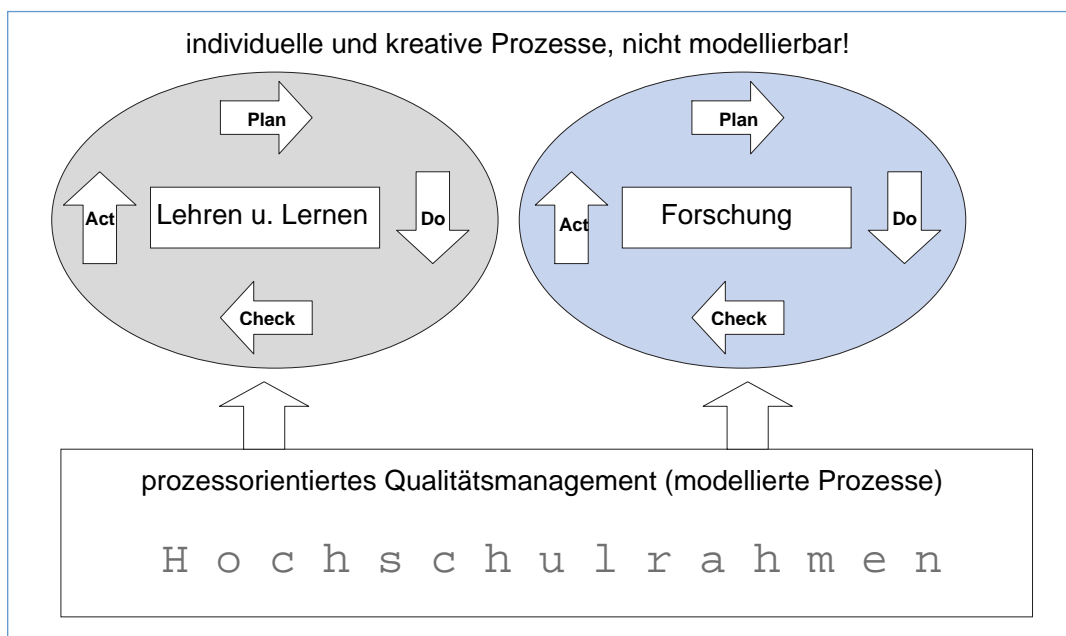 individuelle und kreative Prozesse, nicht modellierbar!
Plan
Act
Lehren u. Lernen
Do
Check
Plan
Act
Forschung
Do
Check
prozessorientiertes Qualitätsmanagement (modellierte Prozesse)
Hochschulrahmen